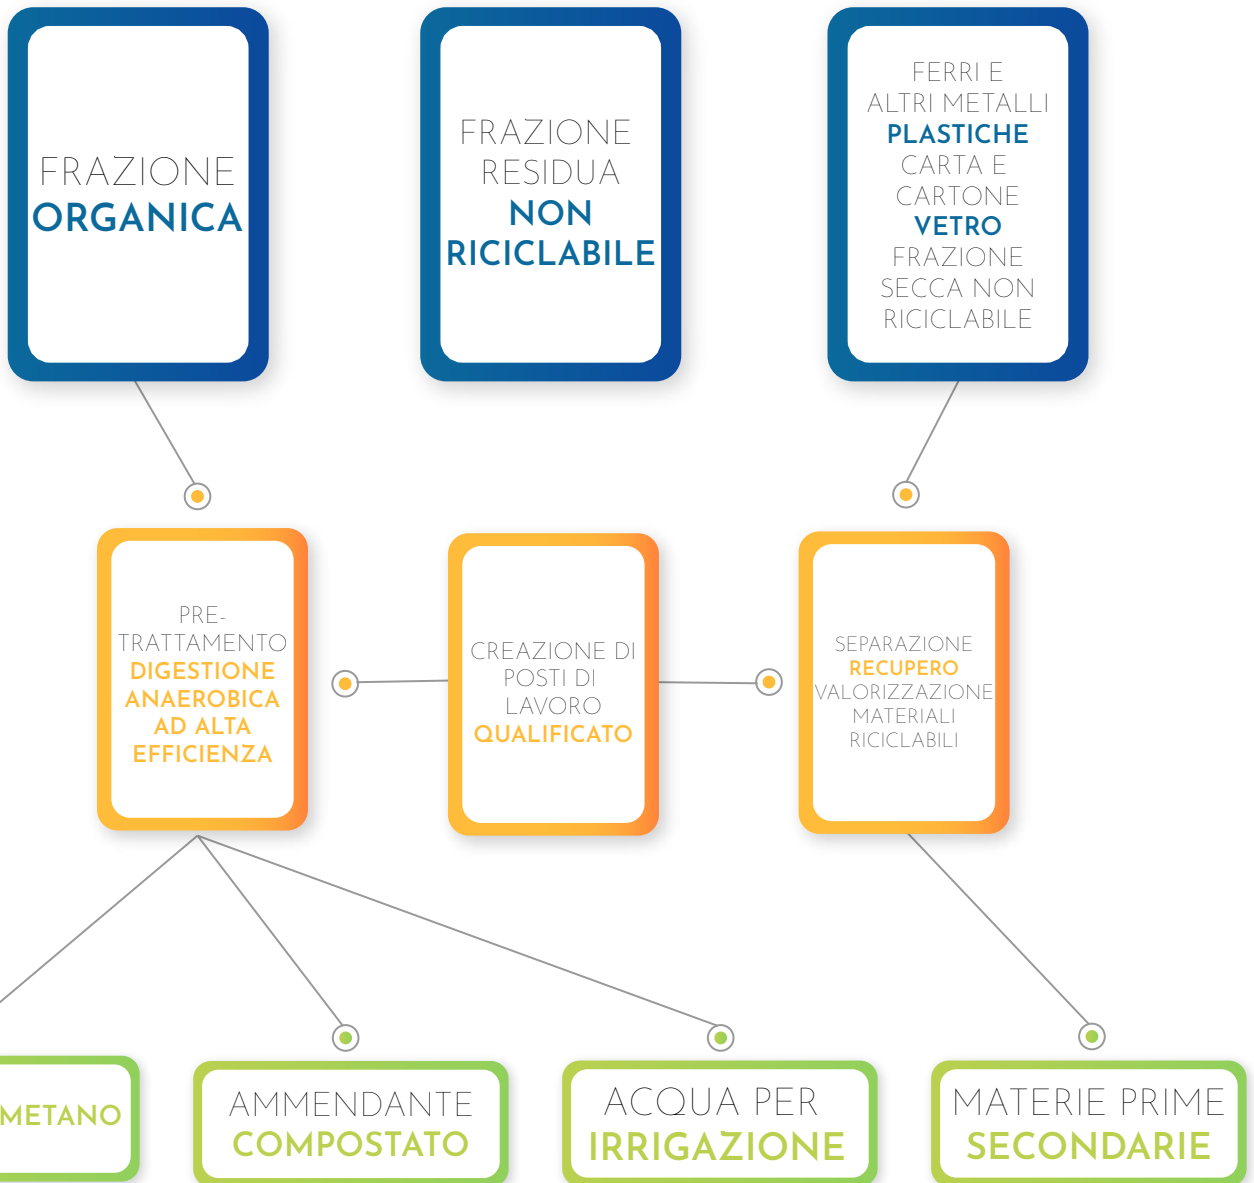 FRAZIONE
ORGANICA
FRAZIONE
RESIDUA
NON
RICICLABILE
FERRI E
ALTRI METALLI
PLASTICHE
CARTA E
CARTONE
VETRO
FRAZIONE
SECCA NON
RICICLABILE
PRE-
TRATTAMENTO
DIGESTIONE
ANAEROBICA
AD ALTA
EFFICIENZA
CREAZIONE DI
POSTI DI
LAVORO
QUALIFICATO
SEPARAZIONE
RECUPERO
VALORIZZAZIONE
MATERIALI
RICICLABILI
METANO
AMMENDANTE
COMPOSTATO
ACQUA PER
IRRIGAZIONE
MATERIE PRIME
SECONDARIE